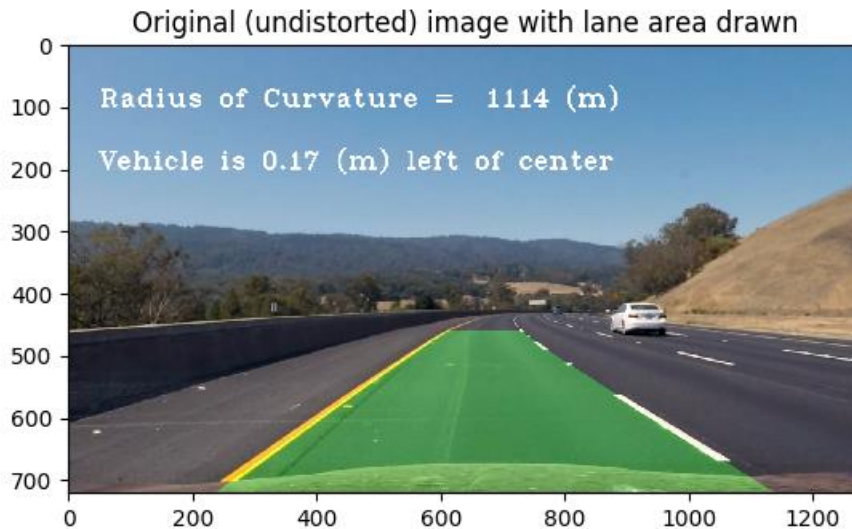 Original (undistorted) image with lane area drawn
Radius of Curvature = 1114 (m)
Vehicle is 0.17 (m) left of center
0
100
200
300
400
500
600
700
0 200 400 600 800 1000 1200